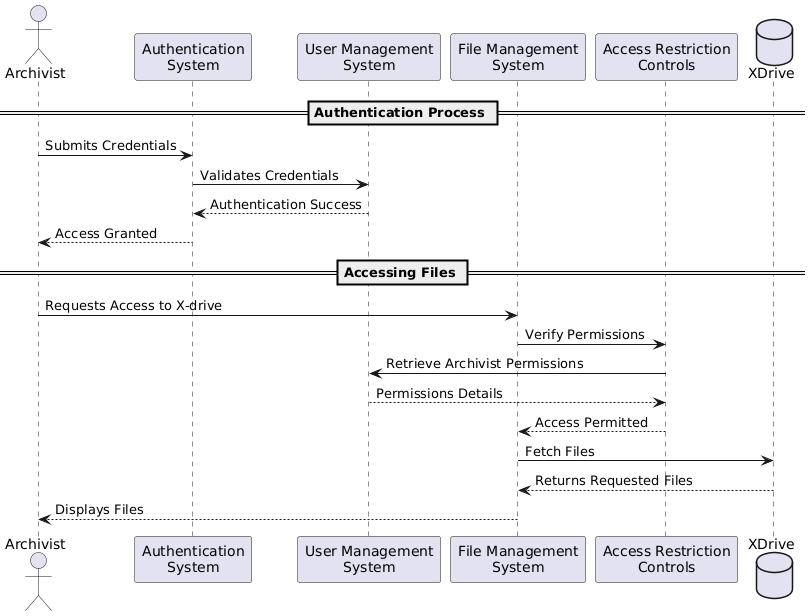 Archivist
Authentication
System
User Management
System
File Management
System
Access Restriction
Controls
XDrive
Authentication Process
Submits Credentials
Validates Credentials
Authentication Success
Access Granted
Accessing Files
Requests Access to X-drive
Verify Permissions
Retrieve Archivist Permissions
Permissions Details
Access Permitted
Fetch Files
Returns Requested Files
Displays Files
Archivist
Authentication
System
User Management
System
File Management
System
Access Restriction
Controls
XDrive